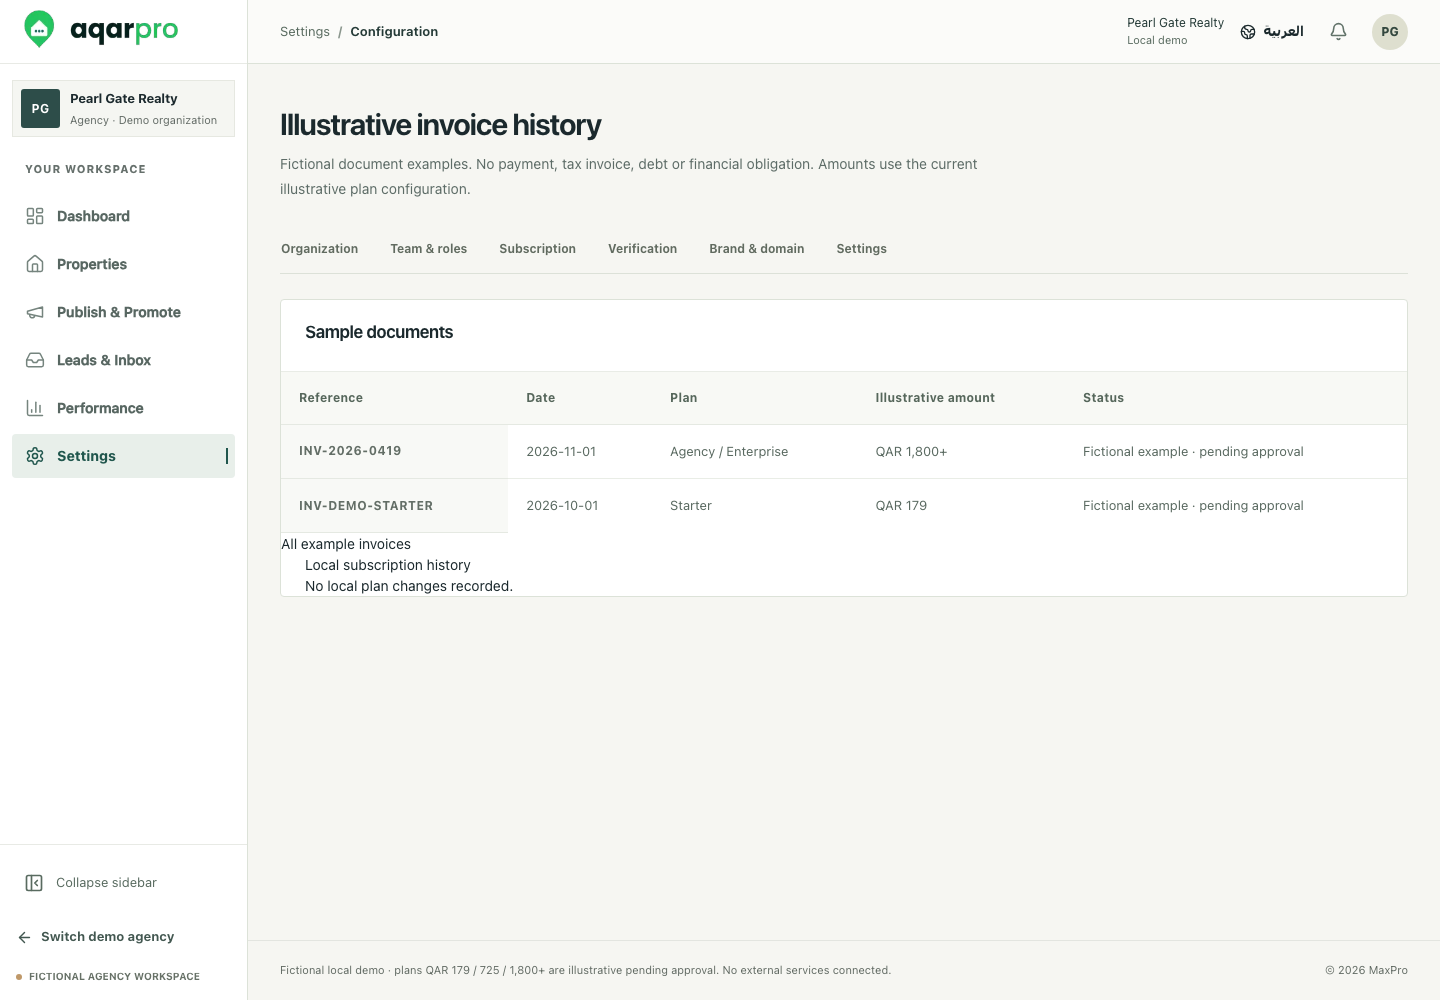 aqarpro
Settings / Configuration
Pearl Gate Realty
Local demo
العربية
PG
PG
Pearl Gate Realty
Agency · Demo organization
YOUR WORKSPACE
Dashboard
Properties
Publish & Promote
Leads & Inbox
Performance
Settings
Collapse sidebar
Switch demo agency
FICTIONAL AGENCY WORKSPACE
Illustrative invoice history
Fictional document examples. No payment, tax invoice, debt or financial obligation. Amounts use the current
illustrative plan configuration.
Organization Team & roles Subscription Verification Brand & domain Settings
Sample documents
Reference Date Plan Illustrative amount Status
INV-2026-0419 2026-11-01 Agency / Enterprise QAR 1,800+ Fictional example · pending approval
INV-DEMO-STARTER 2026-10-01 Starter QAR 179 Fictional example · pending approval
All example invoices
Local subscription history
No local plan changes recorded.
Fictional local demo · plans QAR 179 / 725 / 1,800+ are illustrative pending approval. No external services connected.
© 2026 MaxPro